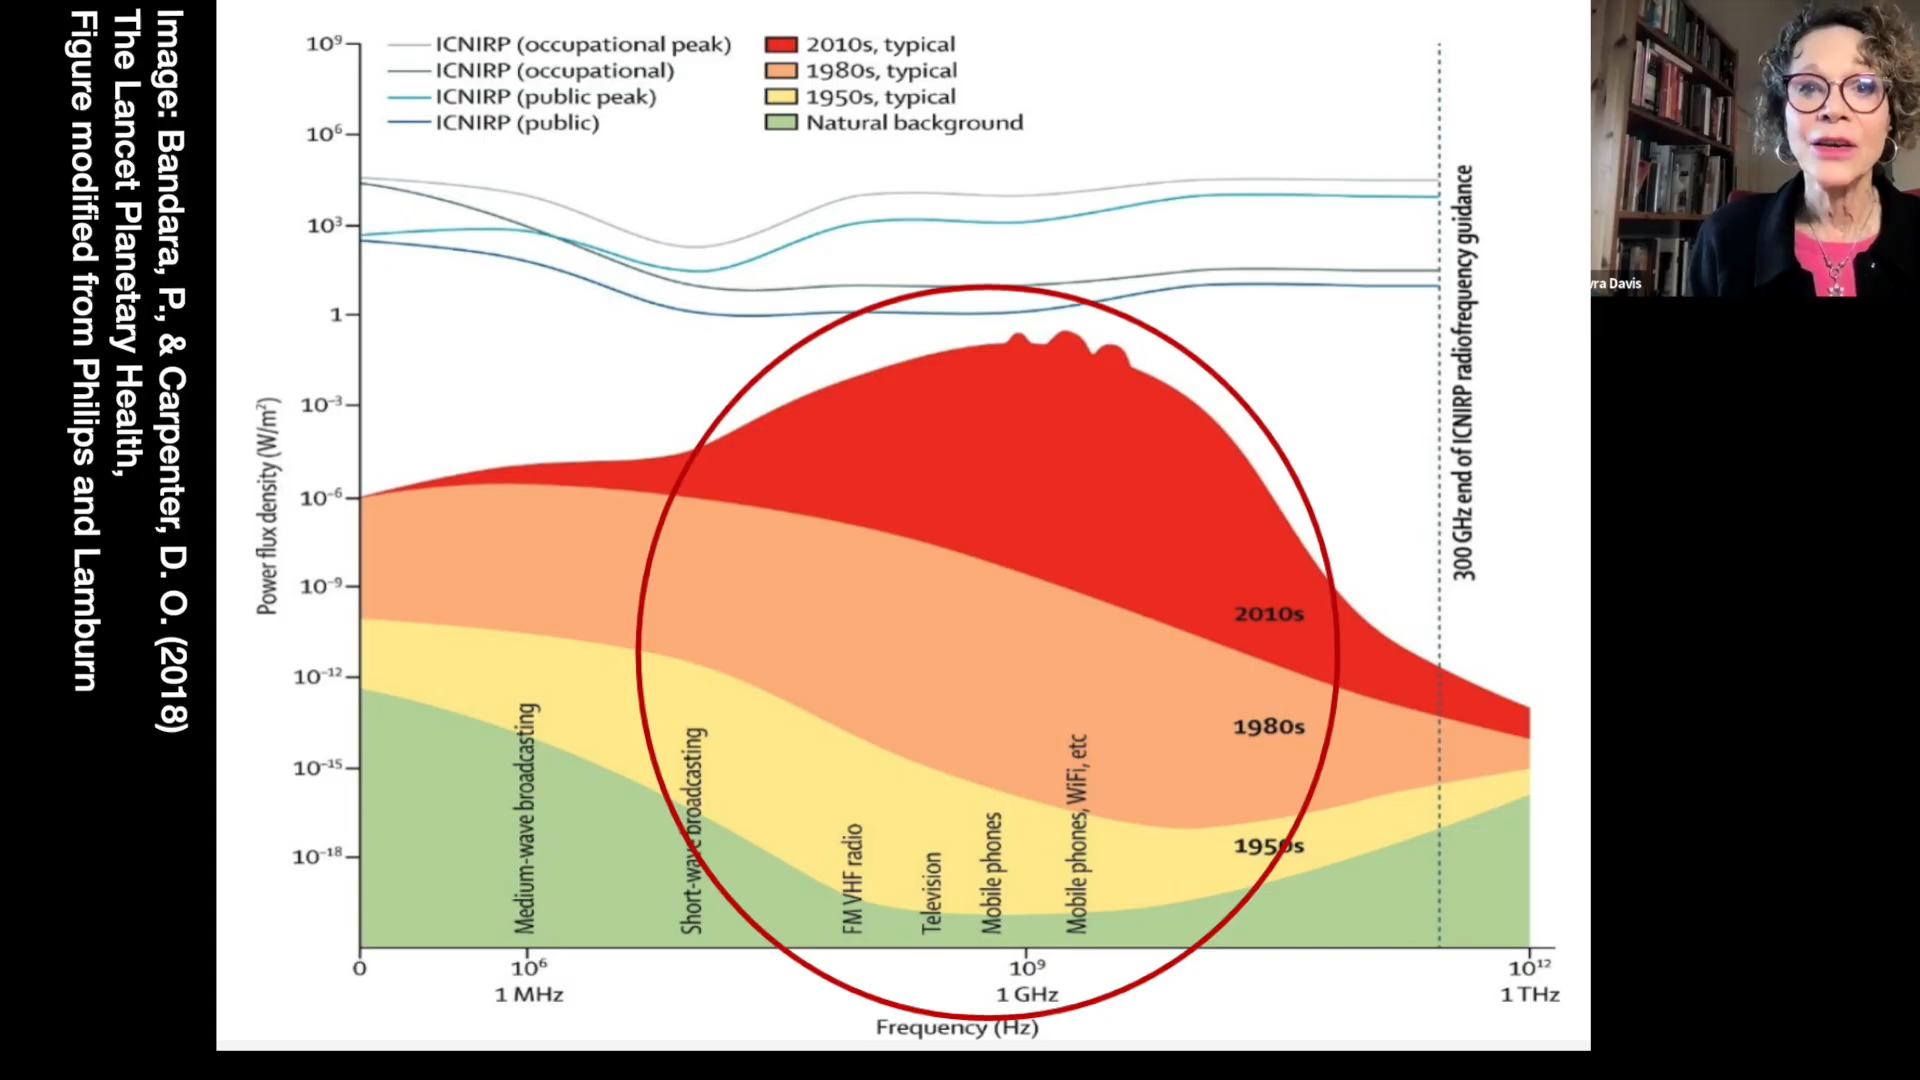 Image: Bandara, P., & Carpenter, D. O. (2018)
The Lancet Planetary Health,
Figure modified from Philips and Lamburn
ICNIRP (occupational peak)
ICNIRP (occupational)
ICNIRP (public peak)
ICNIRP (public)
2010s, typical
1980s, typical
1950s, typical
Natural background
10⁹
10⁶
10³
1
10⁻³
10⁻⁶
10⁻⁹
10⁻¹²
10⁻¹⁵
10⁻¹⁸
Power flux density (W/m²)
300 GHz end of ICNIRP radiofrequency guidance
2010s
1980s
1950s
Medium-wave broadcasting
Short-wave broadcasting
FM VHF radio
Television
Mobile phones
Mobile phones, WiFi, etc
0
10⁶
1 MHz
10⁹
1 GHz
10¹²
1 THz
Frequency (Hz)
Davis